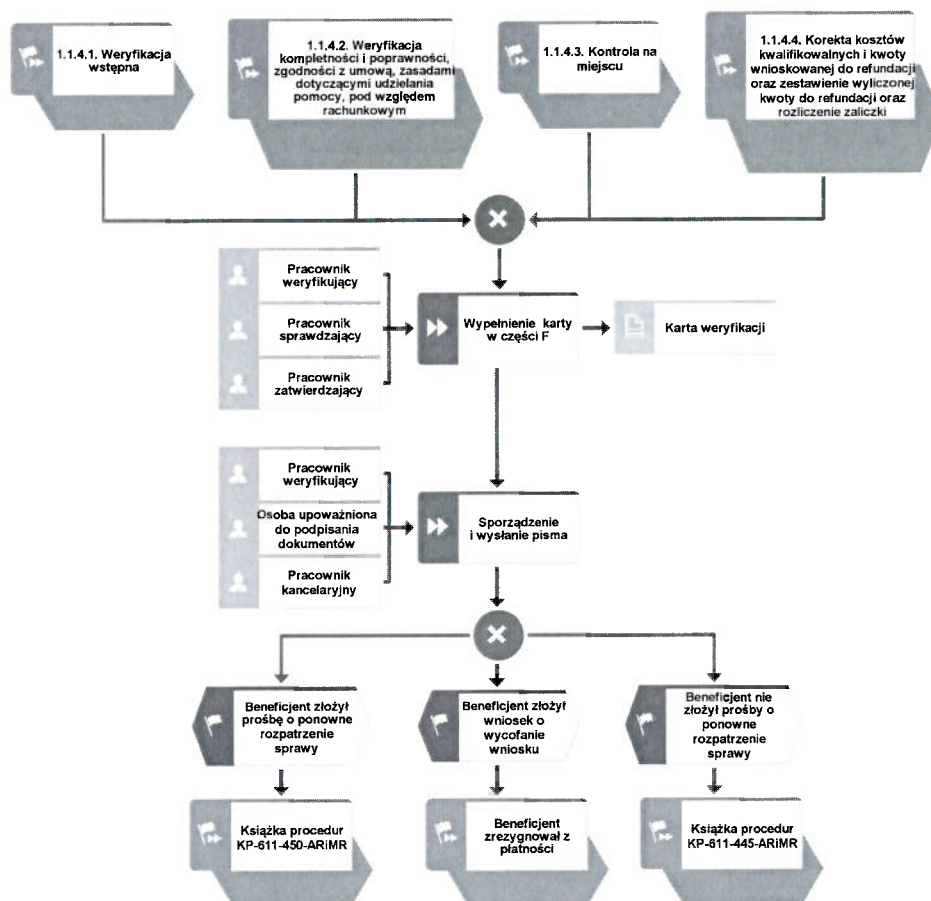 1.1.4.1. Weryfikacja
wstępna
1.1.4.2. Weryfikacja
kompletności i poprawności,
zgodności z umową, zasadami
dotyczącymi udzielania
pomocy, pod względem
rachunkowym
1.1.4.3. Kontrola na
miejscu
1.1.4.4. Korekta kosztów
kwalifikowalnych i kwoty
wnioskowanej do refundacji
oraz zestawienie wyliczonej
kwoty do refundacji oraz
rozliczenie zaliczki
Pracownik
weryfikujący
Pracownik
sprawdzający
Pracownik
zatwierdzający
Wypełnienie karty
w części F
Karta weryfikacji
Pracownik
weryfikujący
Osoba upoważniona
do podpisania
dokumentów
Pracownik
kancelaryjny
Sporządzenie
i wysłanie pisma
Beneficjent złożył
prośbę o ponowne
rozpatrzenie
sprawy
Beneficjent złożył
wniosek o
wycofanie
wniosku
Beneficjent nie
złożył prośby o
ponowne
rozpatrzenie
sprawy
Książka procedur
KP-611-450-ARiMR
Beneficjent
zrezygnował z
płatności
Książka procedur
KP-611-445-ARiMR